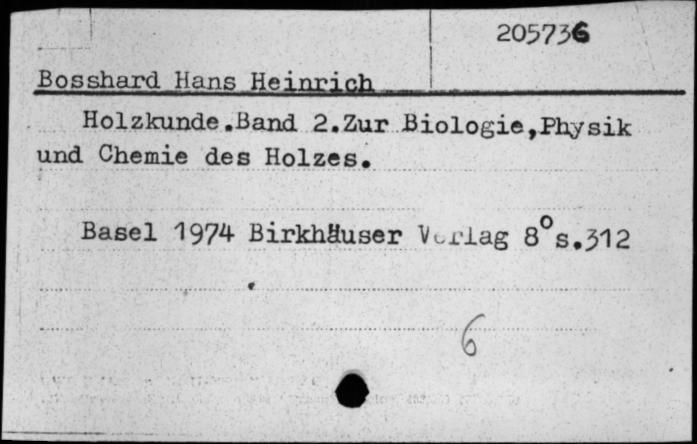 205736
Bosshard Hans Heinrich
Holzkunde.Band 2.Zur Biologie,Physik
und Chemie des Holzes.
Basel 1974 Birkhäuser Verlag 8° s.312
6